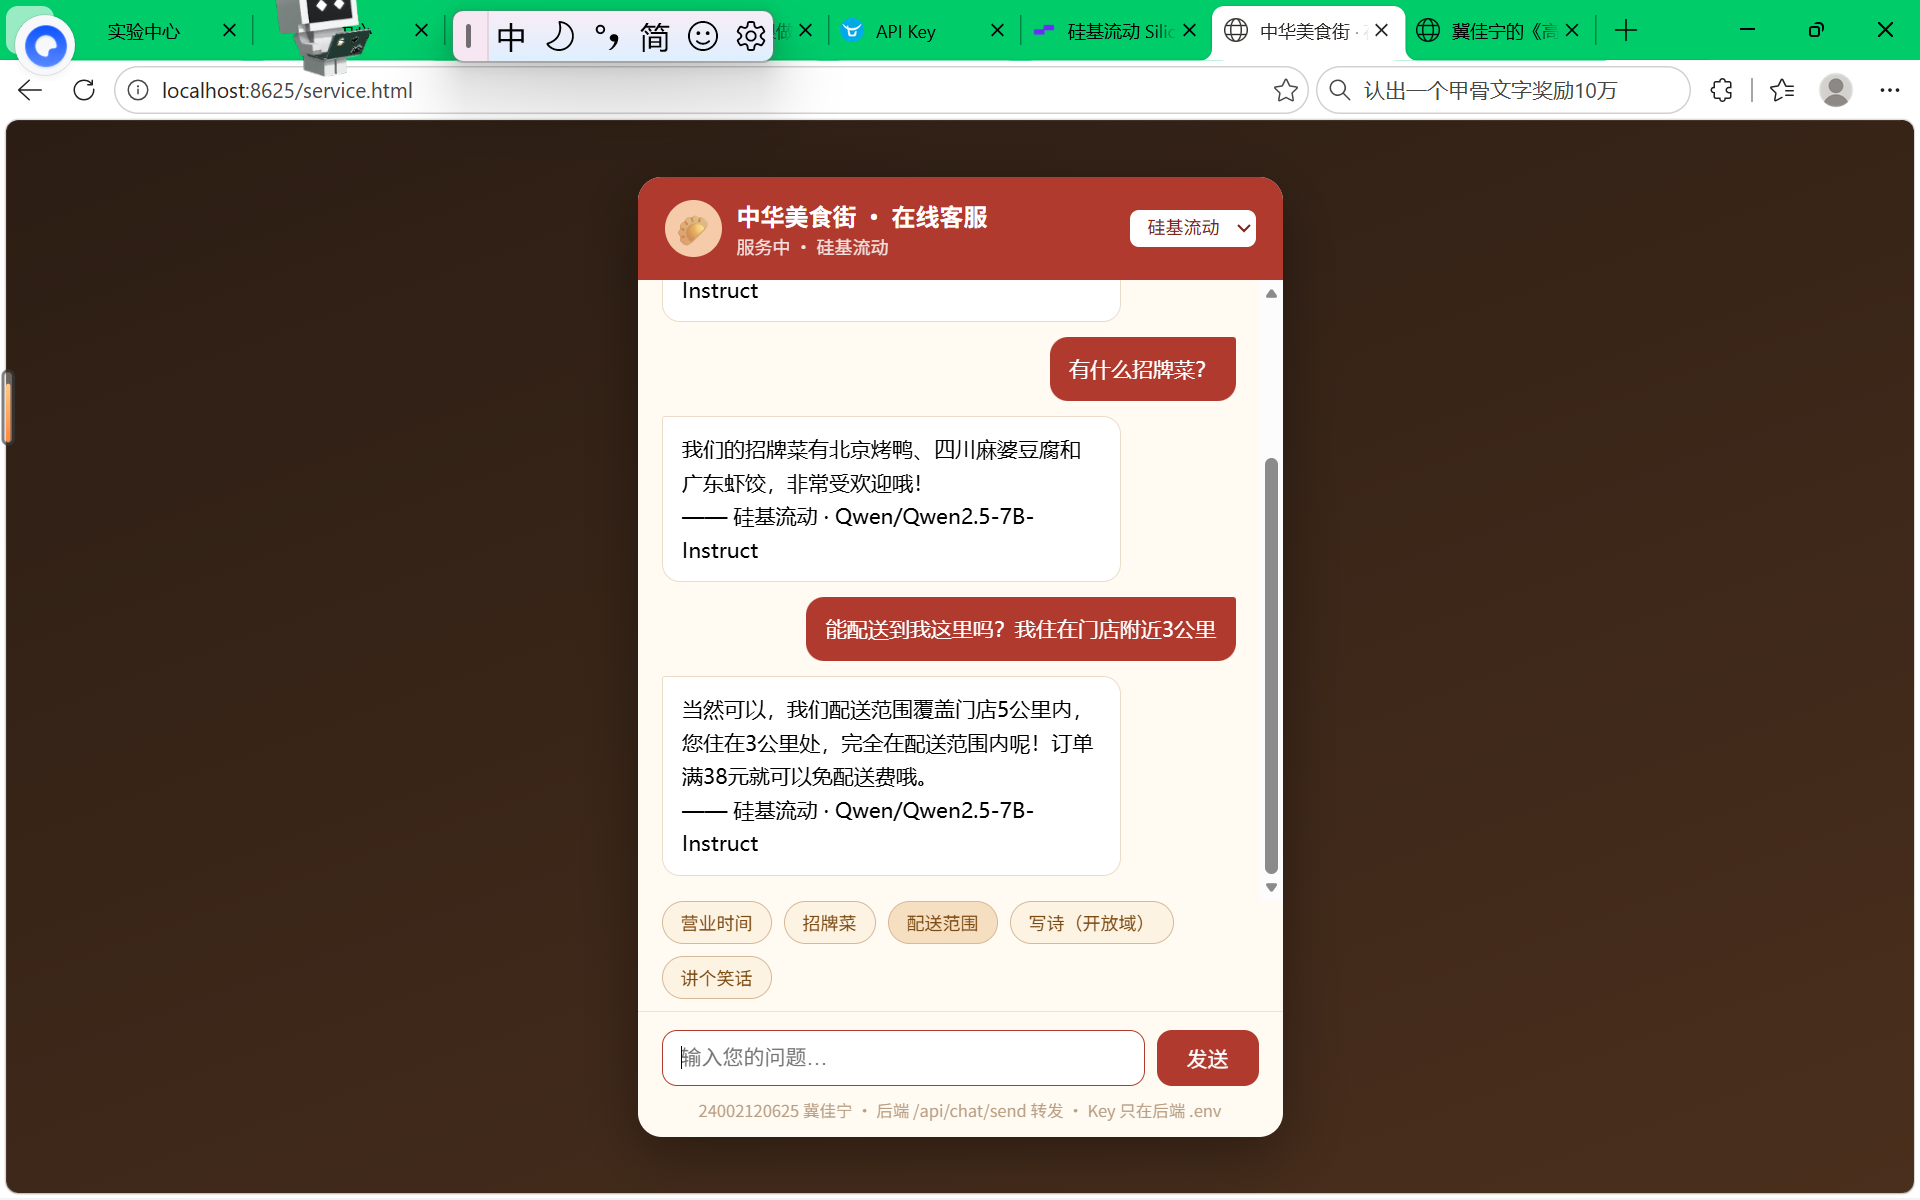 实验中心
中
简
API Key
硅基流动 Silic
中华美食街 ·
冀佳宁的《高
localhost:8625/service.html
认出一个甲骨文字奖励10万
中华美食街 · 在线客服
服务中 · 硅基流动
硅基流动
Instruct
有什么招牌菜？
我们的招牌菜有北京烤鸭、四川麻婆豆腐和
广东虾饺，非常受欢迎哦！
—— 硅基流动 · Qwen/Qwen2.5-7B-
Instruct
能配送到我这里吗？我住在门店附近3公里
当然可以，我们配送范围覆盖门店5公里内，
您住在3公里处，完全在配送范围内呢！订单
满38元就可以免配送费哦。
—— 硅基流动 · Qwen/Qwen2.5-7B-
Instruct
营业时间
招牌菜
配送范围
写诗（开放域）
讲个笑话
输入您的问题…
发送
24002120625 冀佳宁 · 后端 /api/chat/send 转发 · Key 只在后端 .env